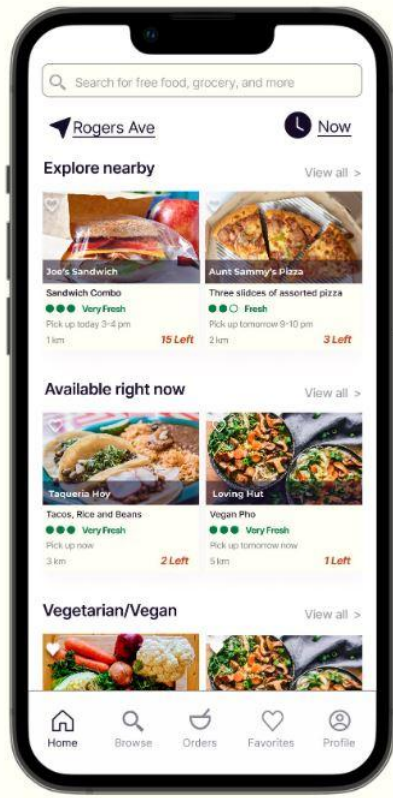 Search for free food, grocery, and more
Rogers Ave
Now
Explore nearby
View all >
Joe's Sandwich
Sandwich Combo
Very Fresh
Pick up today 3-4 pm
1 km
15 Left
Aunt Sammy's Pizza
Three slidces of assorted pizza
Fresh
Pick up tomorrow 9-10 pm
2 km
3 Left
Available right now
View all >
Taqueria Hoy
Tacos, Rice and Beans
Very Fresh
Pick up now
3 km
2 Left
Loving Hut
Vegan Pho
Very Fresh
Pick up tomorrow now
5 km
1 Left
Vegetarian/Vegan
View all >
Home
Browse
Orders
Favorites
Profile